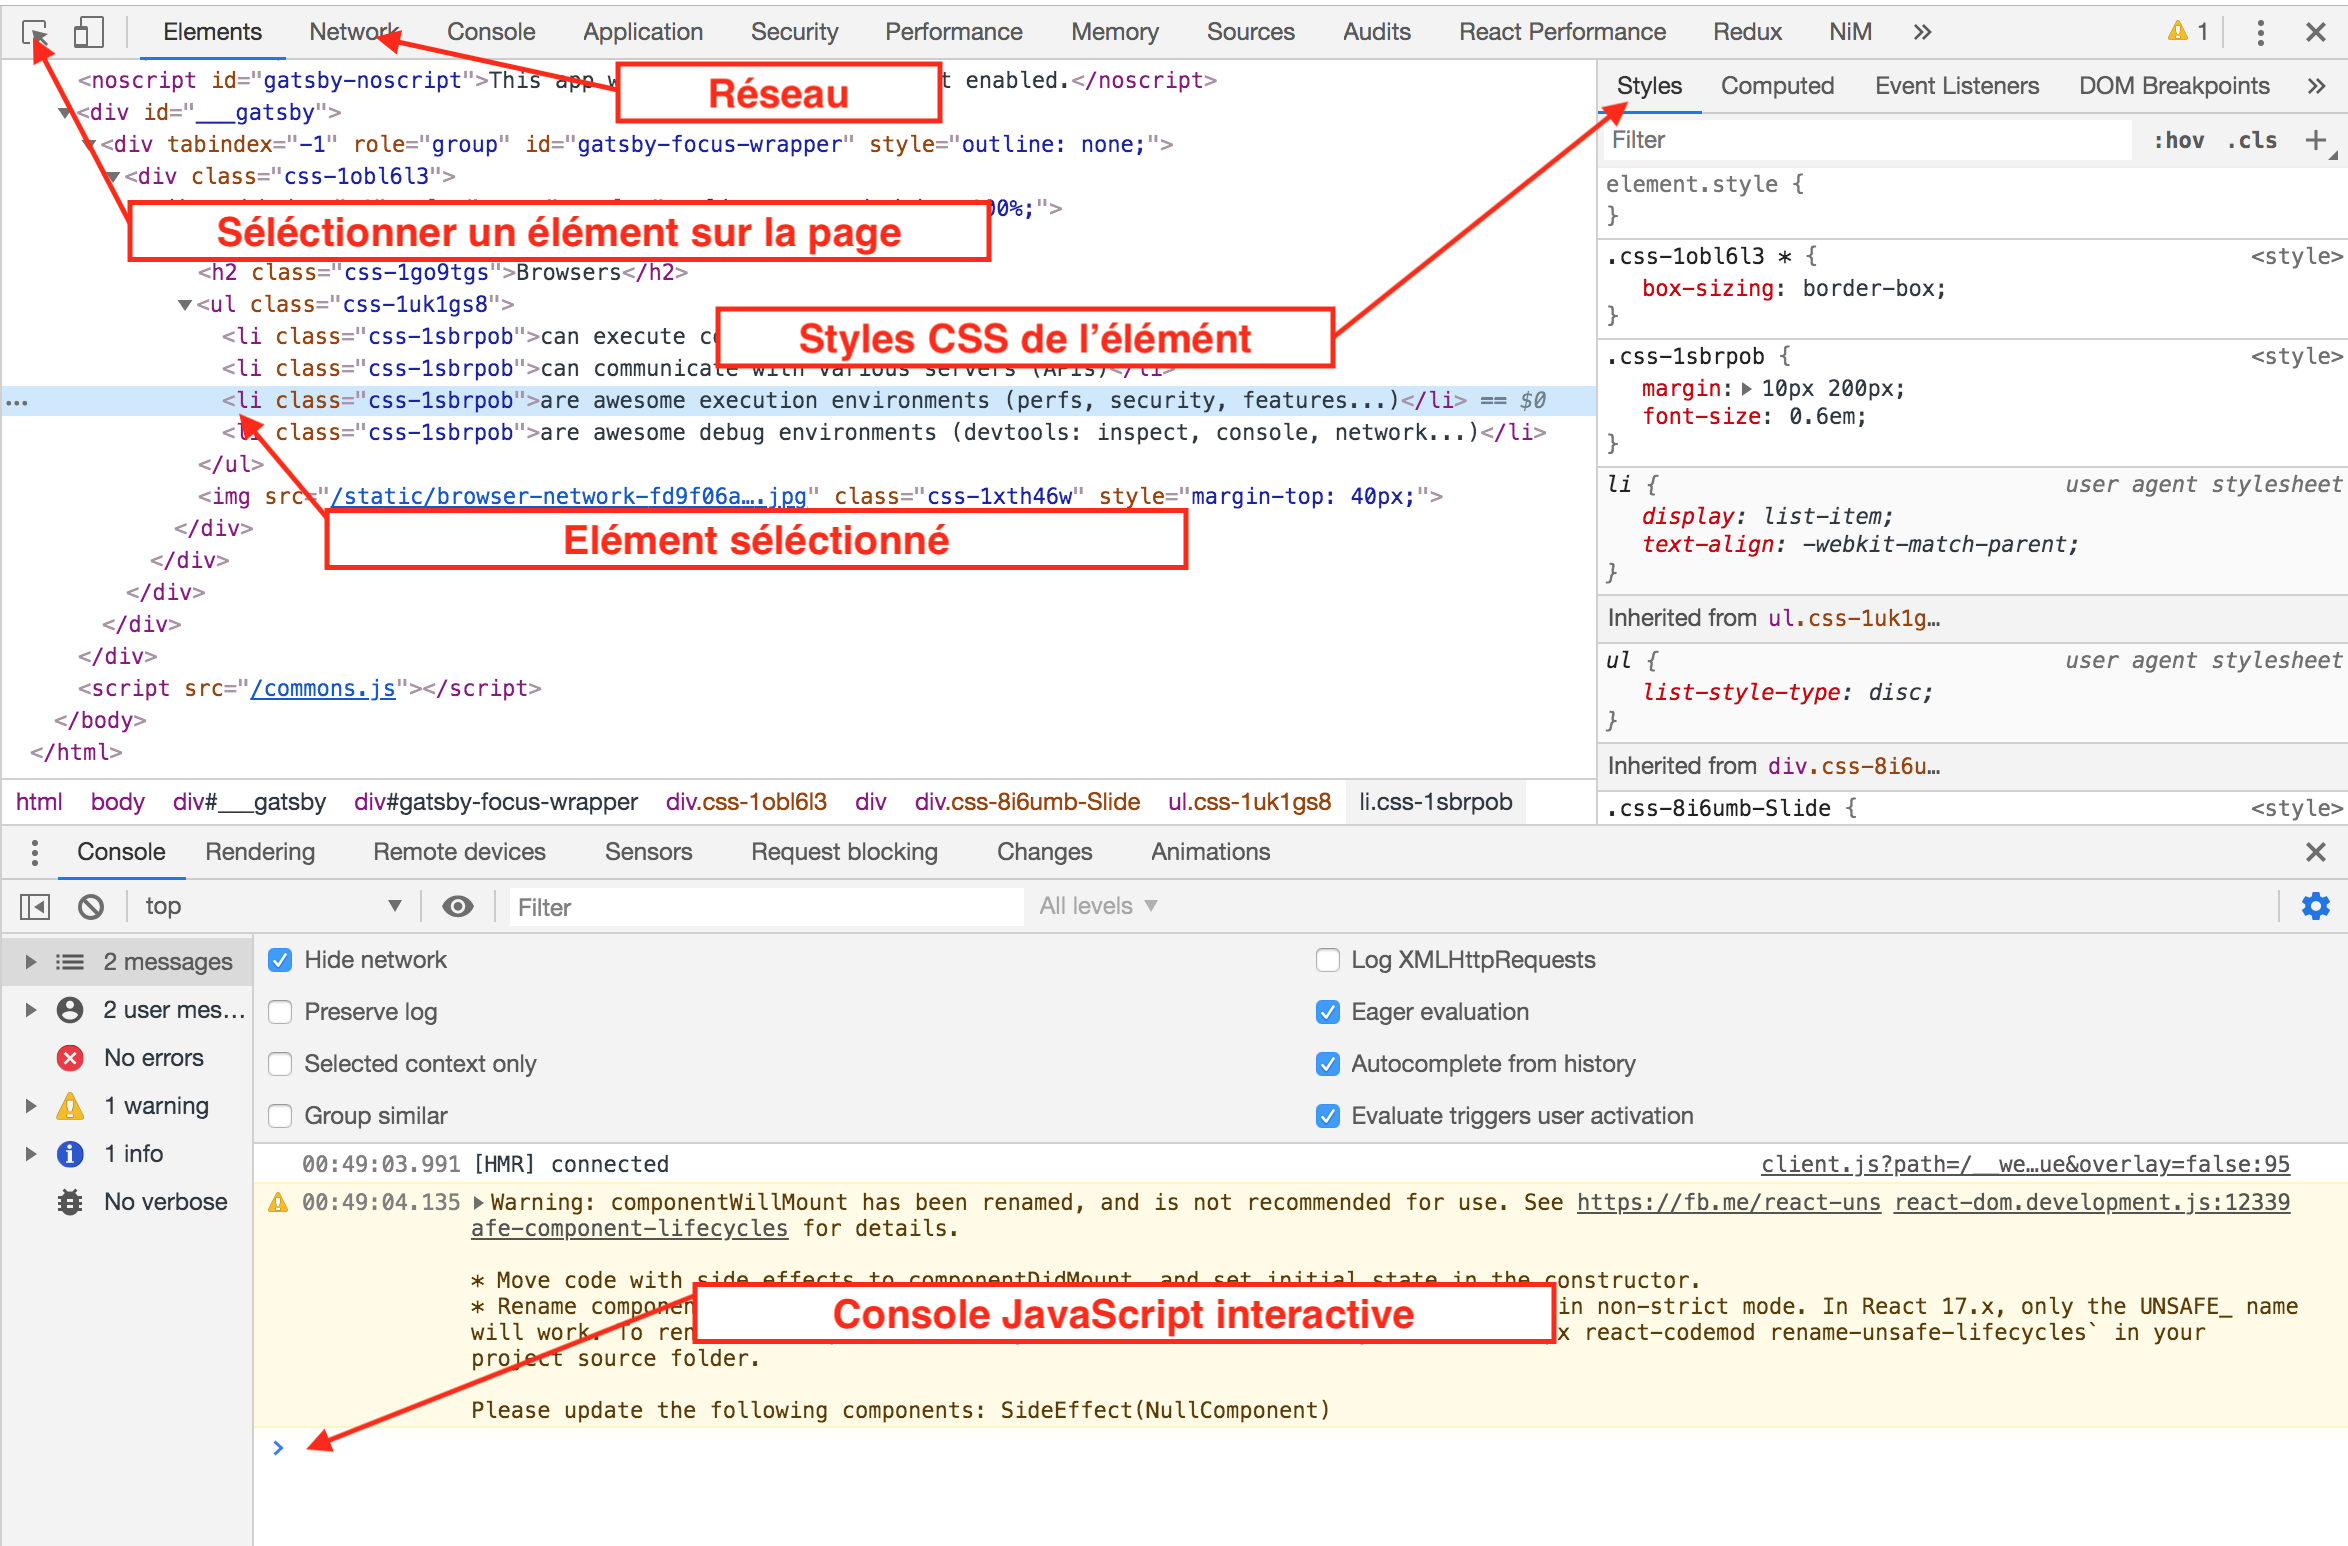 Elements Network Console Application Security Performance Memory Sources Audits React Performance Redux NiM » 1
<noscript id="gatsby-noscript">This app w t enabled.</noscript>
Réseau
<div id="___gatsby">
<div tabindex="-1" role="group" id="gatsby-focus-wrapper" style="outline: none;">
<div class="css-1obl6l3">
00%;">
Séléctionner un élément sur la page
<h2 class="css-1go9tgs">Browsers</h2>
<ul class="css-1uk1gs8">
<li class="css-1sbrpob">can execute
Styles CSS de l’élémént
<li class="css-1sbrpob">can communicate with various servers (APIs)</li>
… <li class="css-1sbrpob">are awesome execution environments (perfs, security, features...)</li> == $0
<li class="css-1sbrpob">are awesome debug environments (devtools: inspect, console, network...)</li>
</ul>
<img src="/static/browser-network-fd9f06a….jpg" class="css-1xth46w" style="margin-top: 40px;">
Elément séléctionné
</div>
</div>
</div>
</div>
</div>
<script src="/commons.js"></script>
</body>
</html>
html body div#___gatsby div#gatsby-focus-wrapper div.css-1obl6l3 div div.css-8i6umb-Slide ul.css-1uk1gs8 li.css-1sbrpob
Styles Computed Event Listeners DOM Breakpoints »
Filter :hov .cls +
element.style {
}
.css-1obl6l3 * { <style>
box-sizing: border-box;
}
.css-1sbrpob { <style>
margin: 10px 200px;
font-size: 0.6em;
}
li { user agent stylesheet
display: list-item;
text-align: -webkit-match-parent;
}
Inherited from ul.css-1uk1g…
ul { user agent stylesheet
list-style-type: disc;
}
Inherited from div.css-8i6u…
.css-8i6umb-Slide { <style>
Console Rendering Remote devices Sensors Request blocking Changes Animations
top Filter All levels
2 messages
2 user mes…
No errors
1 warning
1 info
No verbose
Hide network Log XMLHttpRequests
Preserve log Eager evaluation
Selected context only Autocomplete from history
Group similar Evaluate triggers user activation
00:49:03.991 [HMR] connected client.js?path=/__we…ue&overlay=false:95
00:49:04.135 Warning: componentWillMount has been renamed, and is not recommended for use. See https://fb.me/react-uns react-dom.development.js:12339
afe-component-lifecycles for details.
* Move code with side effects to componentDidMount, and set initial state in the constructor.
* Rename componen in non-strict mode. In React 17.x, only the UNSAFE_ name
Console JavaScript interactive
will work. To ren x react-codemod rename-unsafe-lifecycles` in your
project source folder.
Please update the following components: SideEffect(NullComponent)
>